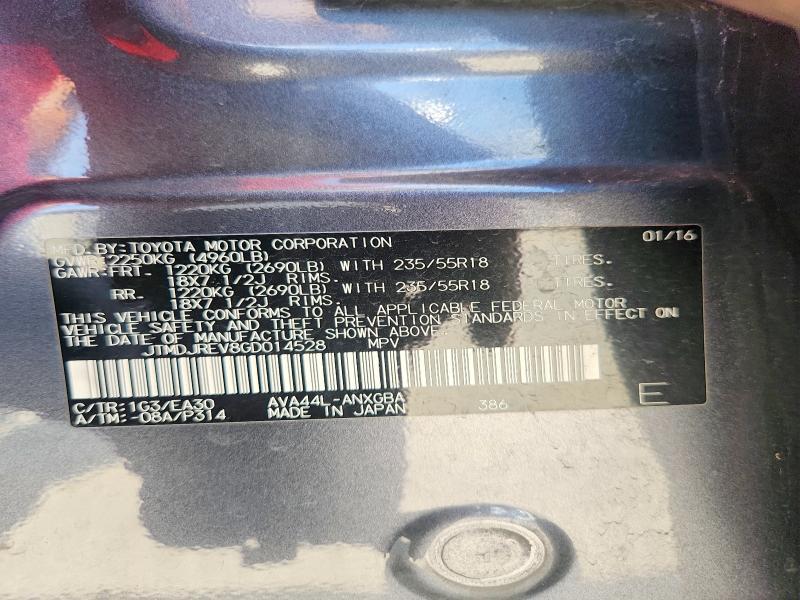 MFD BY: TOYOTA MOTOR CORPORATION 01/16
GVWR: 2250KG (4960LB)
GAWR: FRT- 1220KG (2690LB) WITH 235/55R18 TIRES.
18X7 1/2J RIMS.
RR. 1220KG (2690LB) WITH 235/55R18 TIRES.
18X7 1/2J RIMS.
THIS VEHICLE CONFORMS TO ALL APPLICABLE FEDERAL MOTOR
VEHICLE SAFETY AND THEFT PREVENTION STANDARDS IN EFFECT ON
THE DATE OF MANUFACTURE SHOWN ABOVE.
JTMDJREV8GD014528 MPV
C/TR: 1G3/EA30 AVA44L-ANXGBA
A/TM: -08A/P314 MADE IN JAPAN 386 E